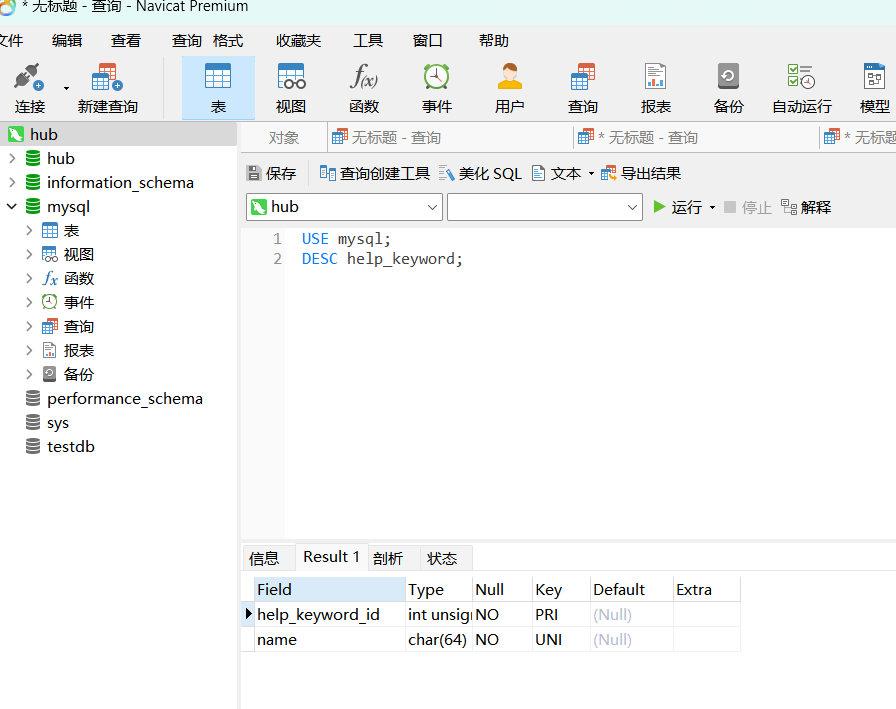 * 无标题 - 查询 - Navicat Premium
文件 编辑 查看 查询 格式 收藏夹 工具 窗口 帮助
f(x)
连接 新建查询 表 视图 函数 事件 用户 查询 报表 备份 自动运行 模型
hub 对象 无标题 - 查询 * 无标题 - 查询 * 无标题
hub
保存 查询创建工具 美化 SQL 文本 导出结果
information_schema
mysql
hub 运行 停止 解释
表
1 USE mysql;
视图
2 DESC help_keyword;
fx 函数
事件
查询
报表
备份
performance_schema
sys
testdb
信息 Result 1 剖析 状态
Field Type Null Key Default Extra
help_keyword_id int unsig NO PRI (Null)
name char(64) NO UNI (Null)